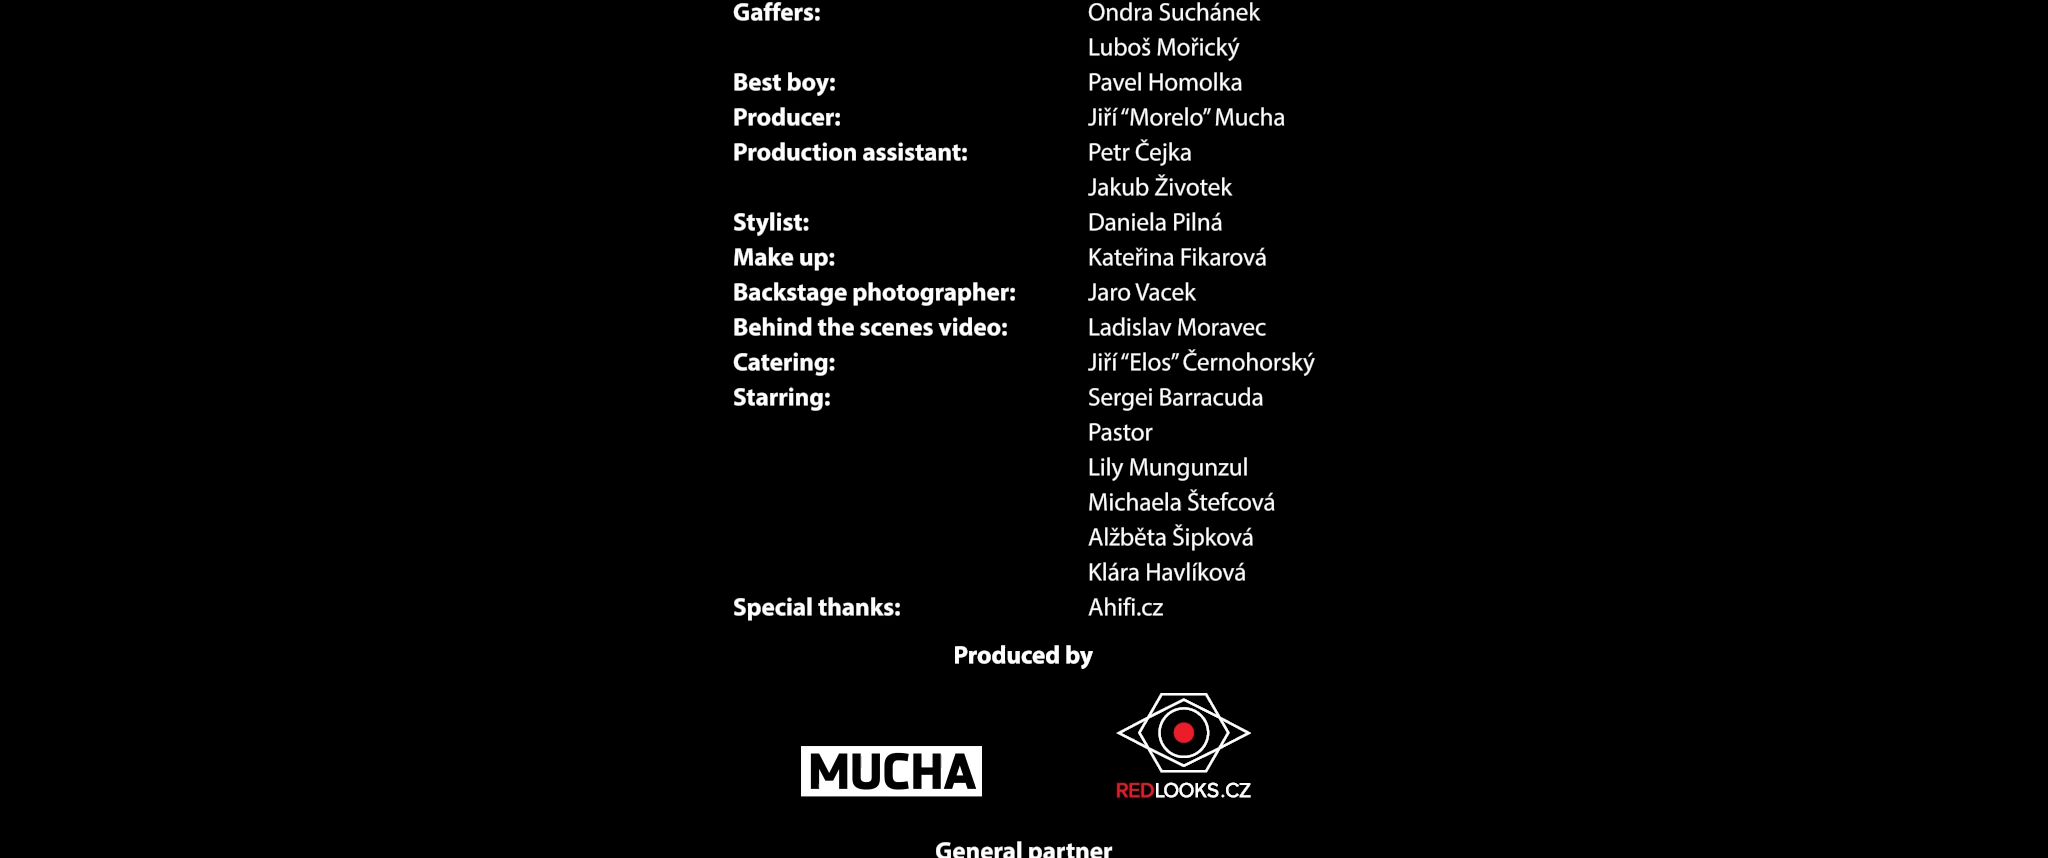 Gaffers: Ondra Suchánek
Luboš Mořický
Best boy: Pavel Homolka
Producer: Jiří “Morelo” Mucha
Production assistant: Petr Čejka
Jakub Životek
Stylist: Daniela Pilná
Make up: Kateřina Fikarová
Backstage photographer: Jaro Vacek
Behind the scenes video: Ladislav Moravec
Catering: Jiří “Elos” Černohorský
Starring: Sergei Barracuda
Pastor
Lily Mungunzul
Michaela Štefcová
Alžběta Šipková
Klára Havlíková
Special thanks: Ahifi.cz
Produced by
MUCHA
REDLOOKS.CZ
General partner